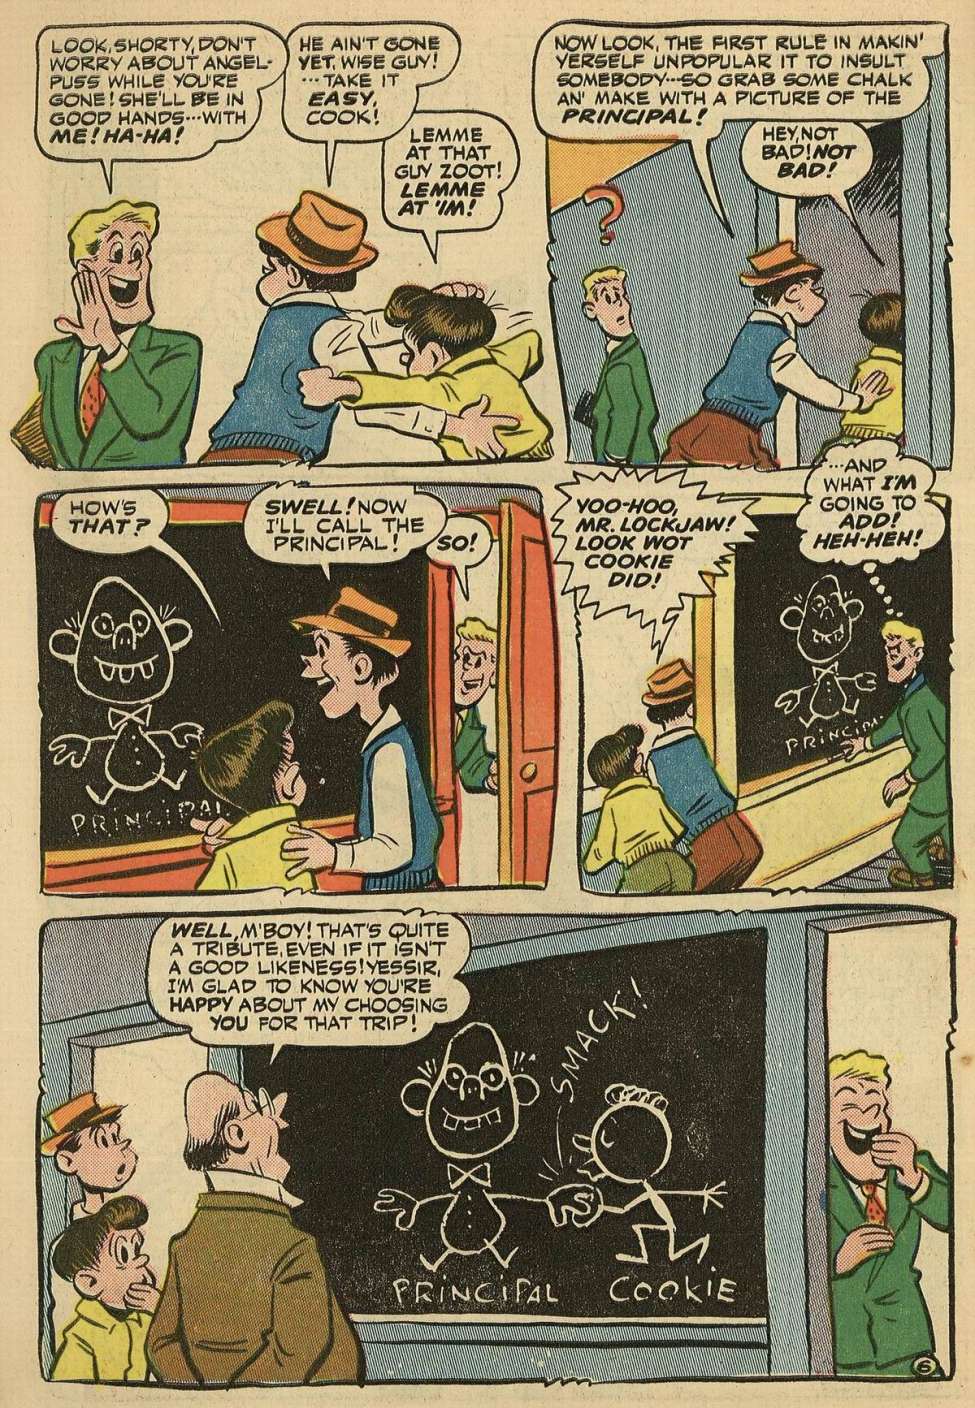 LOOK, SHORTY, DON'T
WORRY ABOUT ANGEL-
PUSS WHILE YOU'RE
GONE! SHE'LL BE IN
GOOD HANDS---WITH
ME! HA-HA!
HE AIN'T GONE
YET, WISE GUY!
---TAKE IT
EASY,
COOK!
LEMME
AT THAT
GUY ZOOT!
LEMME
AT 'IM!
NOW LOOK, THE FIRST RULE IN MAKIN'
YERSELF UNPOPULAR IT TO INSULT
SOMEBODY---SO GRAB SOME CHALK
AN' MAKE WITH A PICTURE OF THE
PRINCIPAL!
HEY, NOT
BAD! NOT
BAD!
?
HOW'S
THAT?
SWELL! NOW
I'LL CALL THE
PRINCIPAL!
SO!
PRINCIPAL
YOO-HOO,
MR. LOCKJAW!
LOOK WOT
COOKIE
DID!
---AND
WHAT I'M
GOING TO
ADD!
HEH-HEH!
PRINCIPAL
WELL, M'BOY! THAT'S QUITE
A TRIBUTE, EVEN IF IT ISN'T
A GOOD LIKENESS! YESSIR,
I'M GLAD TO KNOW YOU'RE
HAPPY ABOUT MY CHOOSING
YOU FOR THAT TRIP!
SMACK!
PRINCIPAL COOKIE
6